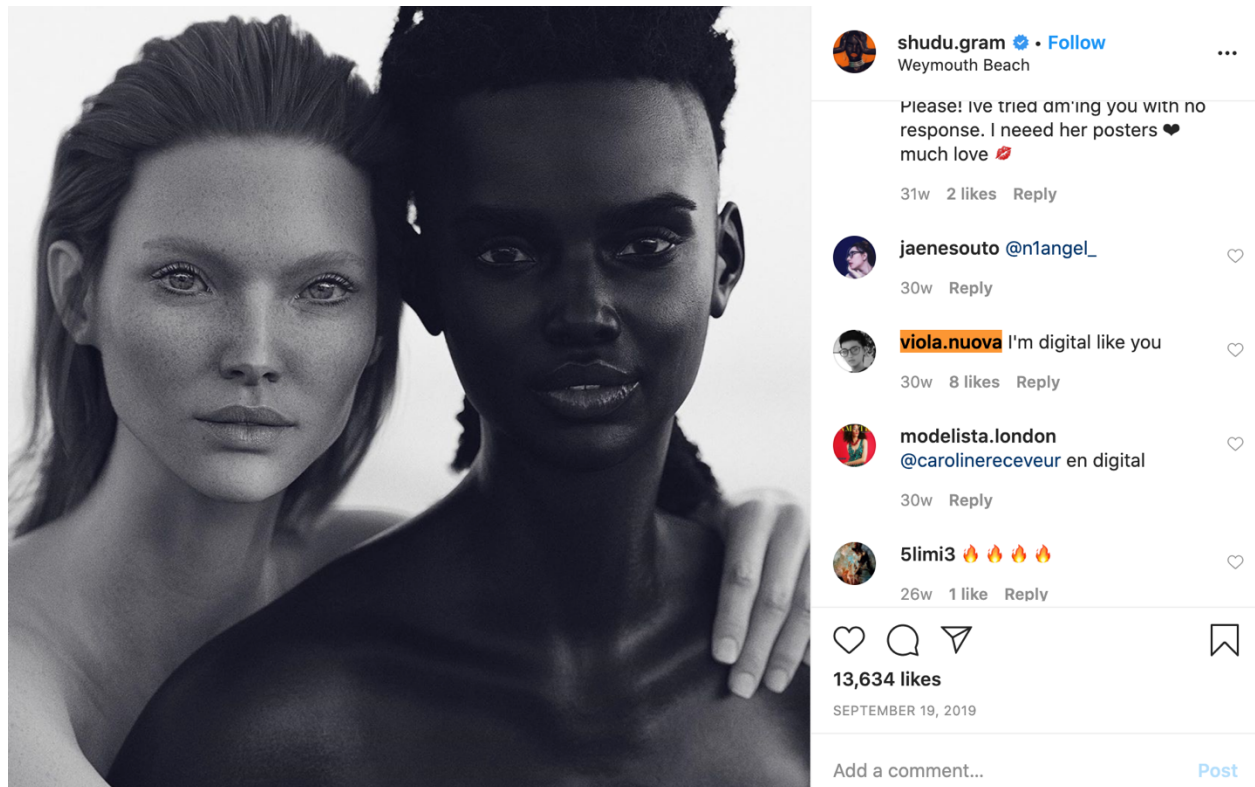 shudu.gram • Follow
Weymouth Beach
Please! Ive tried dm'ing you with no
response. I neeed her posters ❤
much love 💋
31w 2 likes Reply
jaenesouto @n1angel_
30w Reply
viola.nuova I'm digital like you
30w 8 likes Reply
modelista.london
@carolinereceveur en digital
30w Reply
5limi3 🔥 🔥 🔥 🔥
26w 1 like Reply
13,634 likes
SEPTEMBER 19, 2019
Add a comment... Post